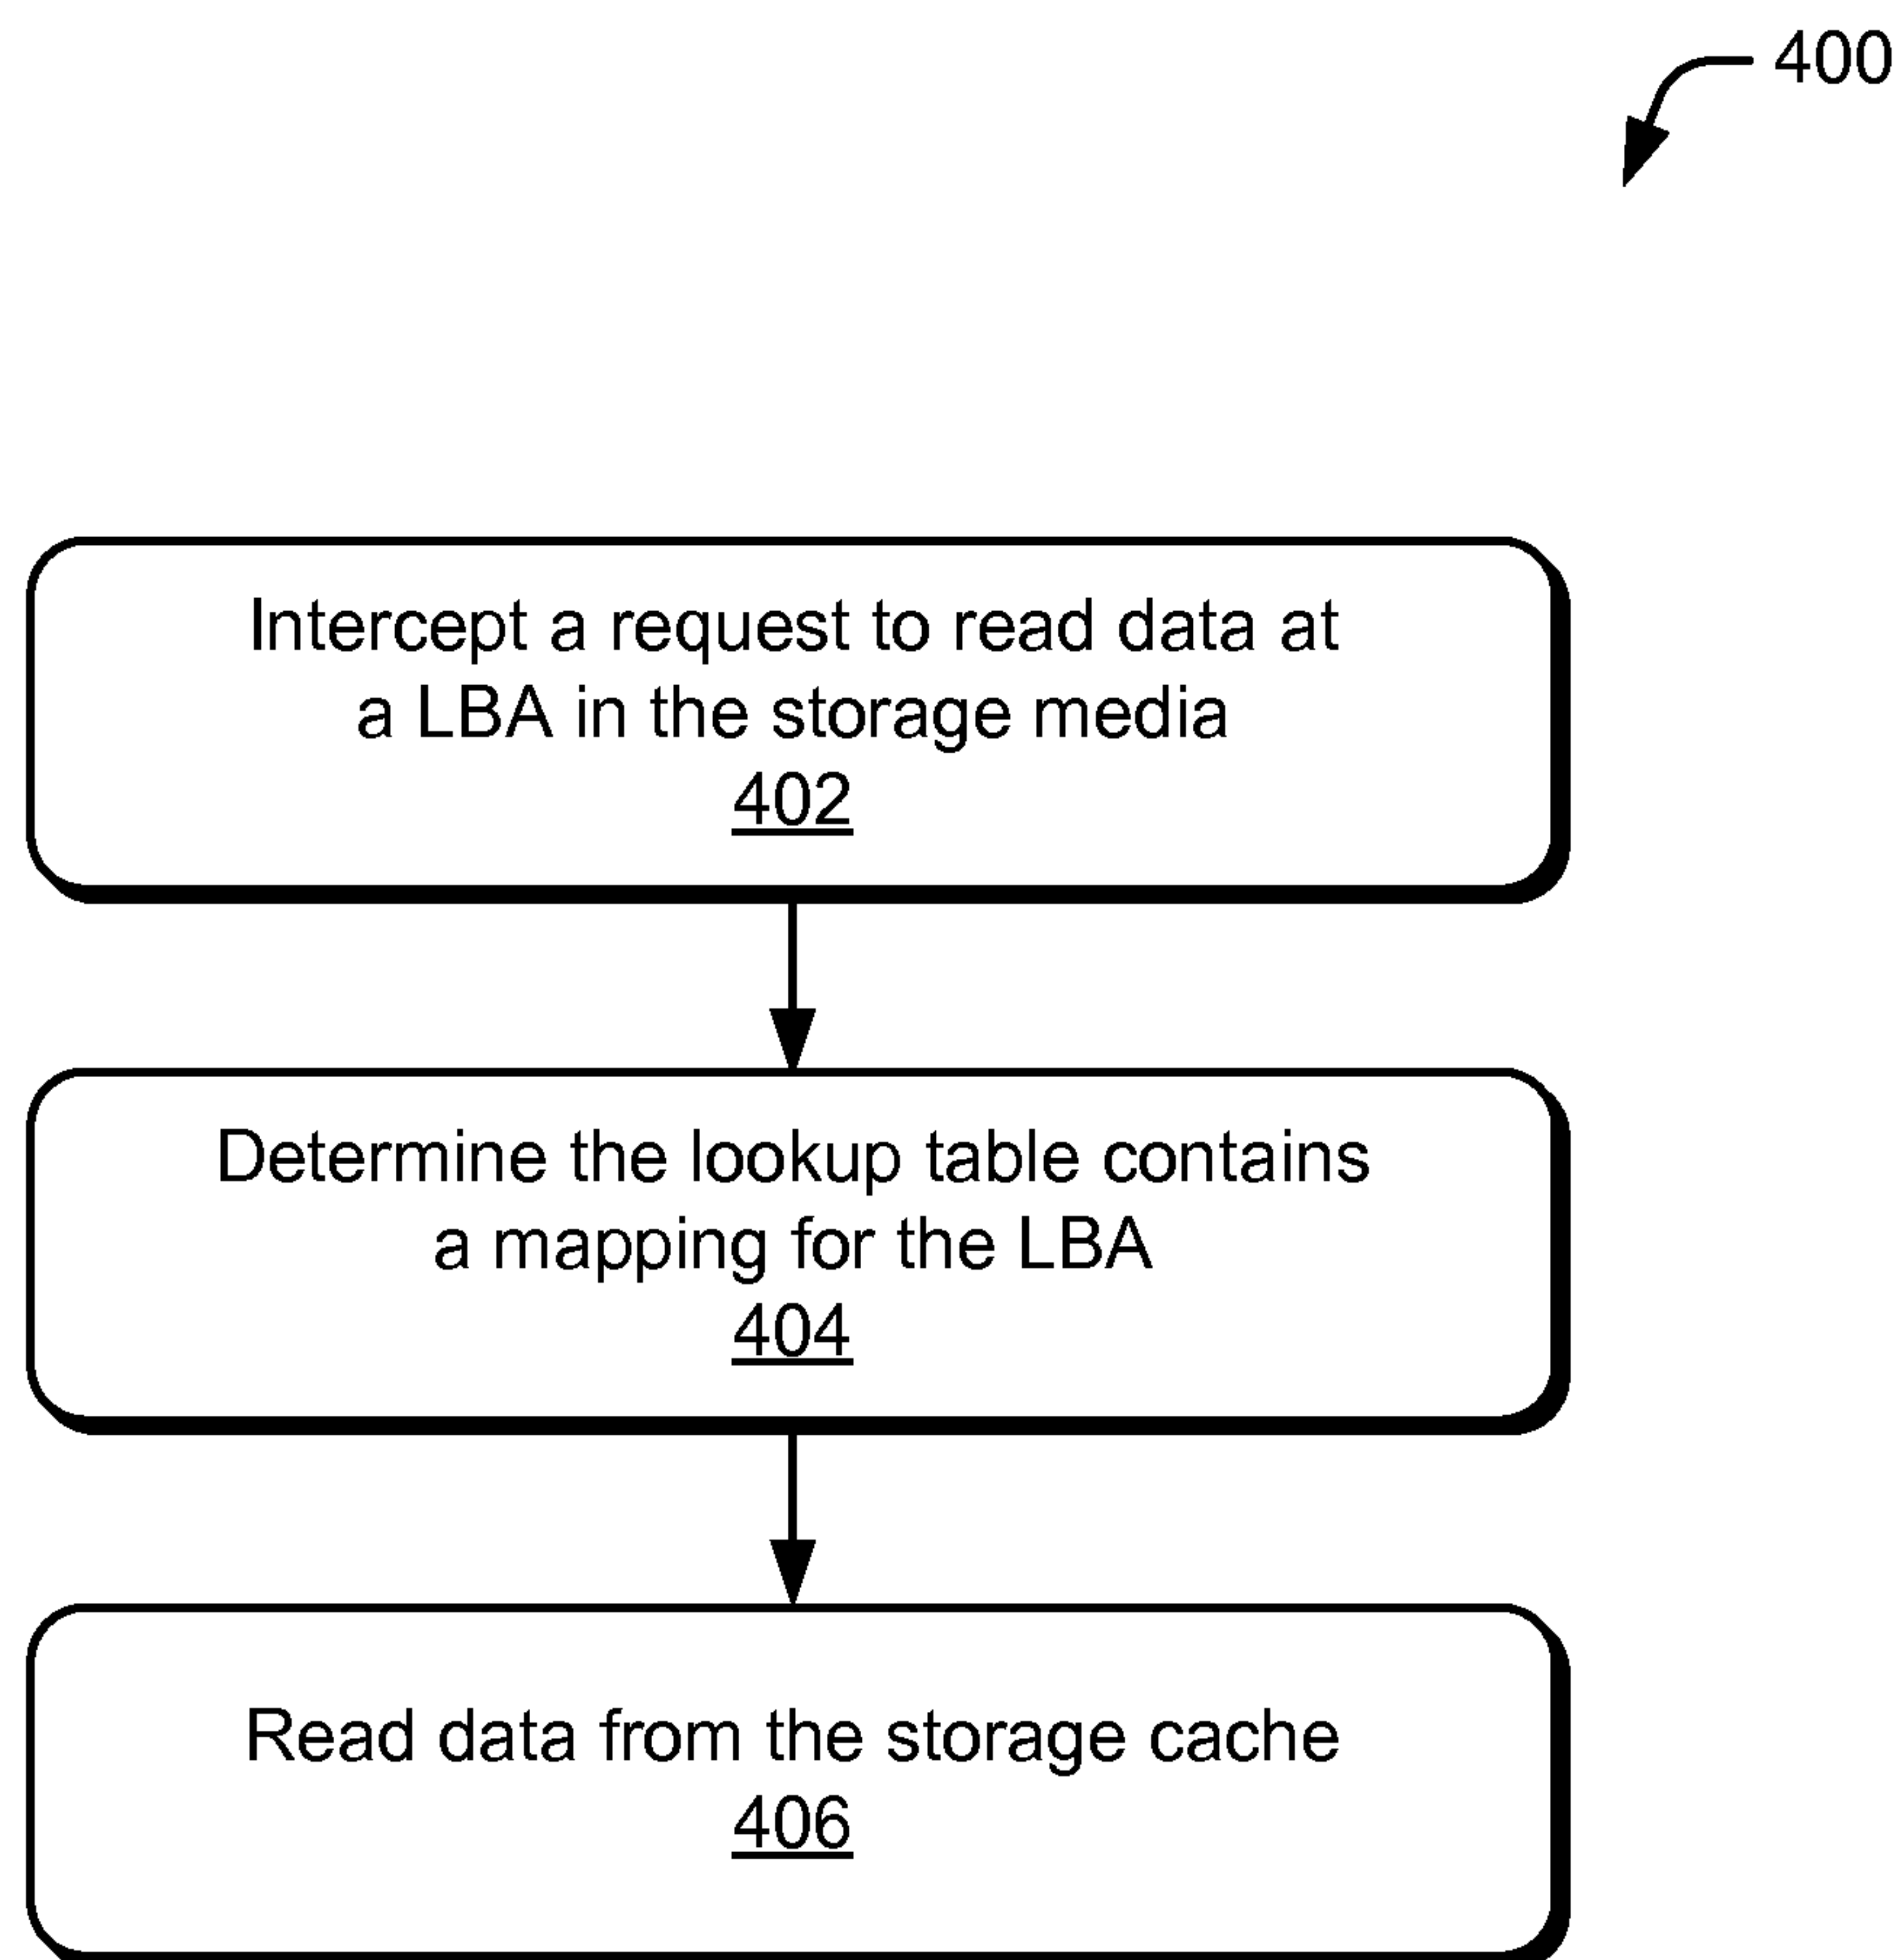 400
Intercept a request to read data at
a LBA in the storage media
402
Determine the lookup table contains
a mapping for the LBA
404
Read data from the storage cache
406